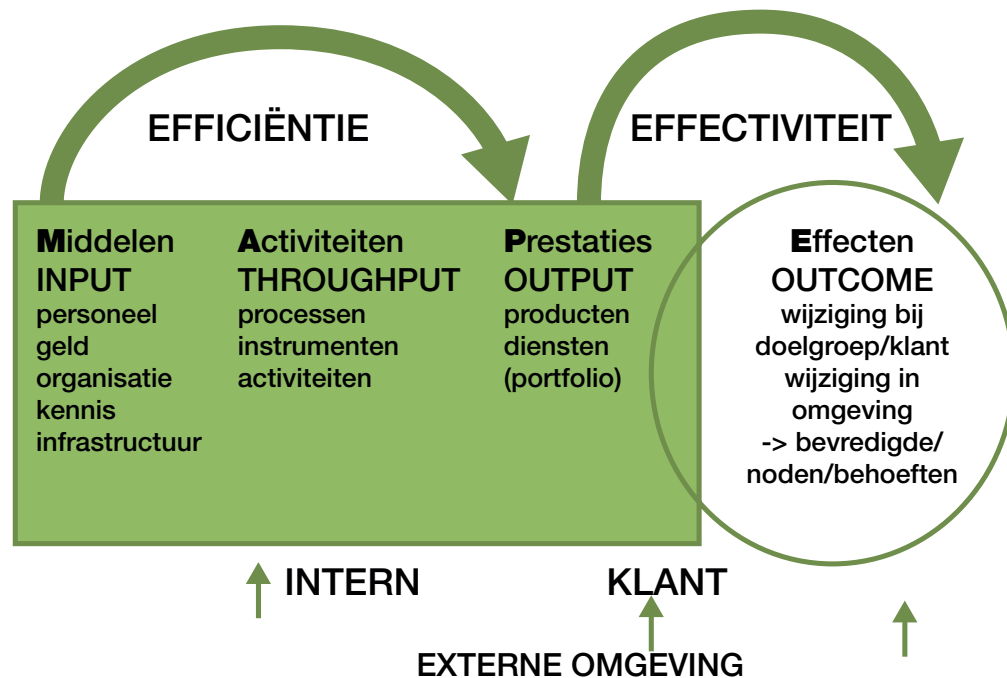 EFFICIËNTIE
EFFECTIVITEIT
Middelen
INPUT
personeel
geld
organisatie
kennis
infrastructuur
Activiteiten
THROUGHPUT
processen
instrumenten
activiteiten
Prestaties
OUTPUT
producten
diensten
(portfolio)
Effecten
OUTCOME
wijziging bij
doelgroep/klant
wijziging in
omgeving
-> bevredigde/
noden/behoeften
INTERN
KLANT
EXTERNE OMGEVING